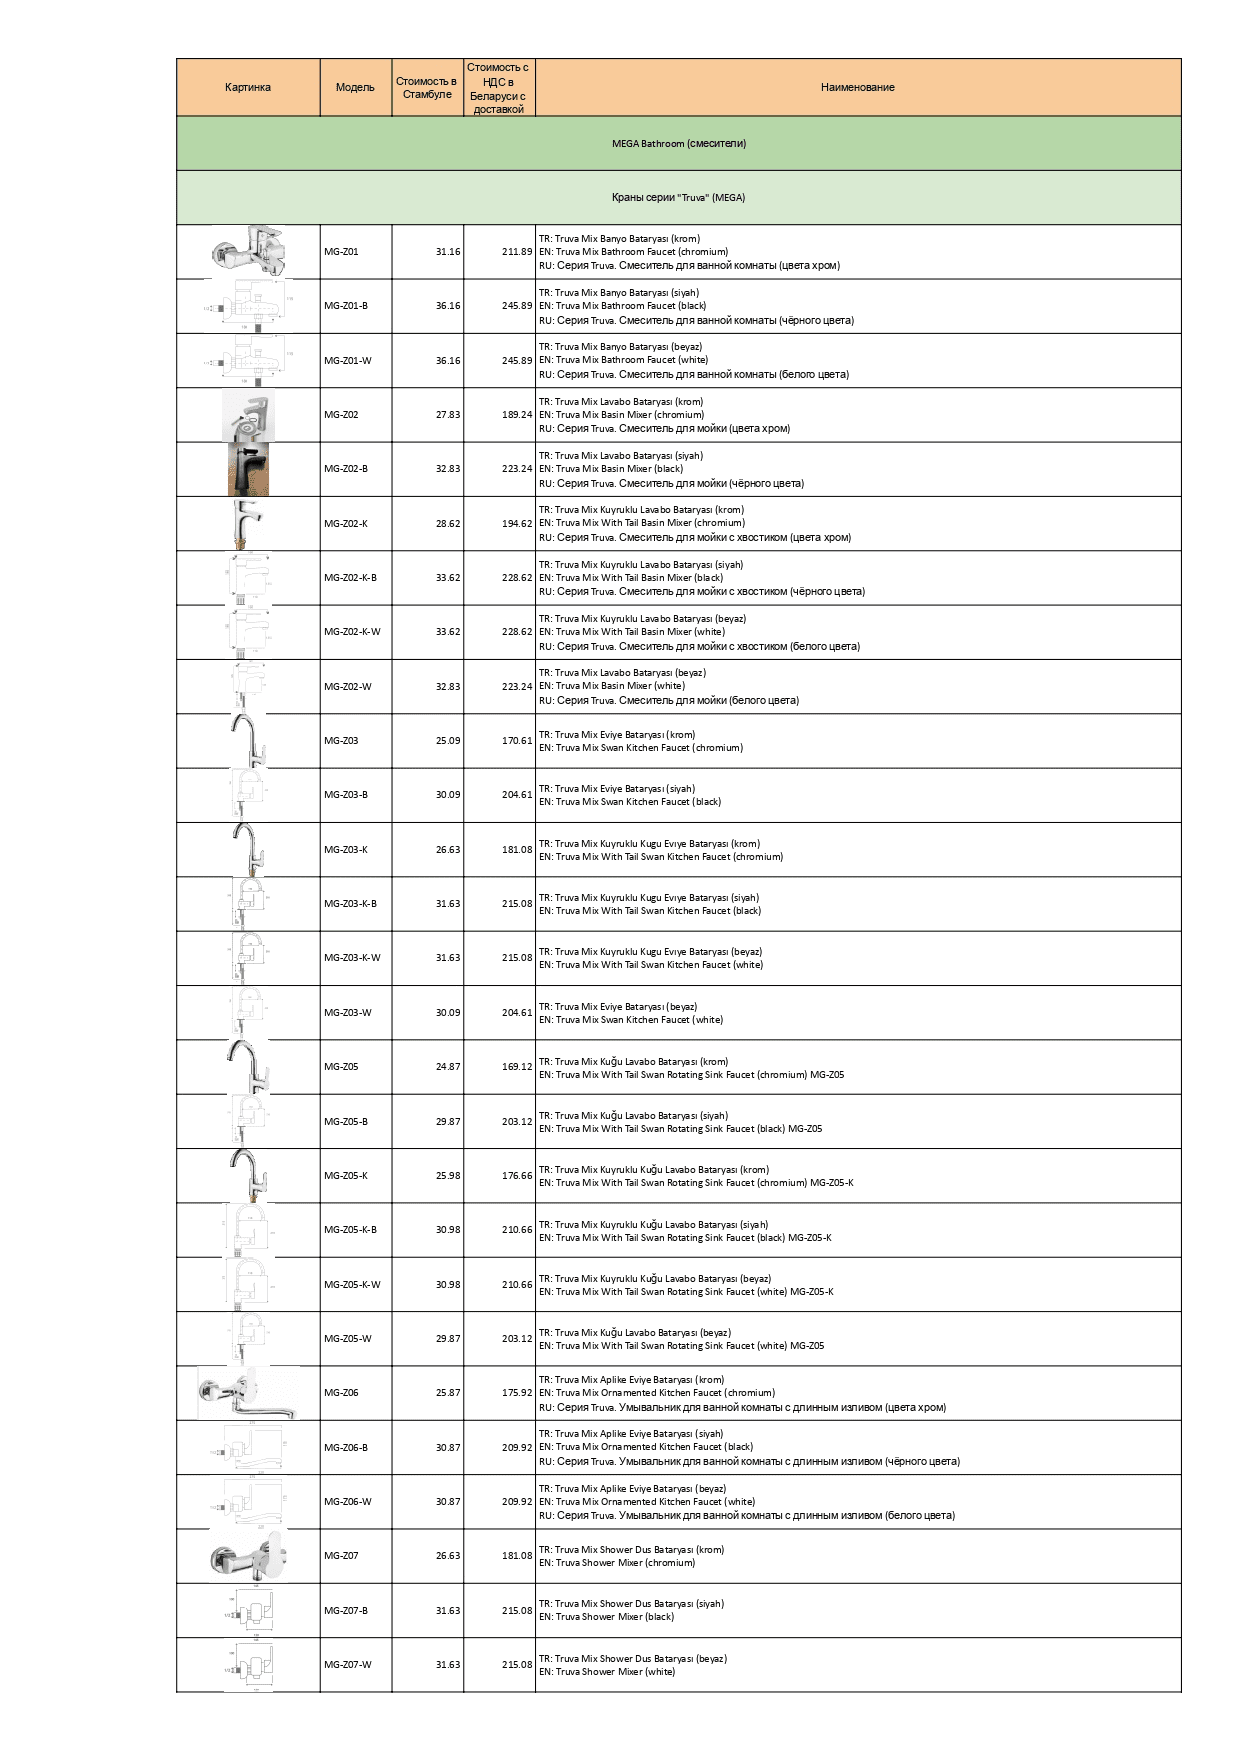 Картинка
Модель
Стоимость в Стамбуле
Стоимость с НДС в Беларуси с доставкой
Наименование
MEGA Bathroom (смесители)
Краны серии "Truva" (MEGA)
MG-Z01 31.16 211.89
TR: Truva Mix Banyo Bataryası (krom)
EN: Truva Mix Bathroom Faucet (chromium)
RU: Серия Truva. Смеситель для ванной комнаты (цвета хром)
MG-Z01-B 36.16 245.89
TR: Truva Mix Banyo Bataryası (siyah)
EN: Truva Mix Bathroom Faucet (black)
RU: Серия Truva. Смеситель для ванной комнаты (чёрного цвета)
MG-Z01-W 36.16 245.89
TR: Truva Mix Banyo Bataryası (beyaz)
EN: Truva Mix Bathroom Faucet (white)
RU: Серия Truva. Смеситель для ванной комнаты (белого цвета)
MG-Z02 27.83 189.24
TR: Truva Mix Lavabo Bataryası (krom)
EN: Truva Mix Basin Mixer (chromium)
RU: Серия Truva. Смеситель для мойки (цвета хром)
MG-Z02-B 32.83 223.24
TR: Truva Mix Lavabo Bataryası (siyah)
EN: Truva Mix Basin Mixer (black)
RU: Серия Truva. Смеситель для мойки (чёрного цвета)
MG-Z02-K 28.62 194.62
TR: Truva Mix Kuyruklu Lavabo Bataryası (krom)
EN: Truva Mix With Tail Basin Mixer (chromium)
RU: Серия Truva. Смеситель для мойки с хвостиком (цвета хром)
MG-Z02-K-B 33.62 228.62
TR: Truva Mix Kuyruklu Lavabo Bataryası (siyah)
EN: Truva Mix With Tail Basin Mixer (black)
RU: Серия Truva. Смеситель для мойки с хвостиком (чёрного цвета)
MG-Z02-K-W 33.62 228.62
TR: Truva Mix Kuyruklu Lavabo Bataryası (beyaz)
EN: Truva Mix With Tail Basin Mixer (white)
RU: Серия Truva. Смеситель для мойки с хвостиком (белого цвета)
MG-Z02-W 32.83 223.24
TR: Truva Mix Lavabo Bataryası (beyaz)
EN: Truva Mix Basin Mixer (white)
RU: Серия Truva. Смеситель для мойки (белого цвета)
MG-Z03 25.09 170.61
TR: Truva Mix Eviye Bataryası (krom)
EN: Truva Mix Swan Kitchen Faucet (chromium)
MG-Z03-B 30.09 204.61
TR: Truva Mix Eviye Bataryası (siyah)
EN: Truva Mix Swan Kitchen Faucet (black)
MG-Z03-K 26.63 181.08
TR: Truva Mix Kuyruklu Kugu Evıye Bataryası (krom)
EN: Truva Mix With Tail Swan Kitchen Faucet (chromium)
MG-Z03-K-B 31.63 215.08
TR: Truva Mix Kuyruklu Kugu Evıye Bataryası (siyah)
EN: Truva Mix With Tail Swan Kitchen Faucet (black)
MG-Z03-K-W 31.63 215.08
TR: Truva Mix Kuyruklu Kugu Evıye Bataryası (beyaz)
EN: Truva Mix With Tail Swan Kitchen Faucet (white)
MG-Z03-W 30.09 204.61
TR: Truva Mix Eviye Bataryası (beyaz)
EN: Truva Mix Swan Kitchen Faucet (white)
MG-Z05 24.87 169.12
TR: Truva Mix Kuğu Lavabo Bataryası (krom)
EN: Truva Mix With Tail Swan Rotating Sink Faucet (chromium) MG-Z05
MG-Z05-B 29.87 203.12
TR: Truva Mix Kuğu Lavabo Bataryası (siyah)
EN: Truva Mix With Tail Swan Rotating Sink Faucet (black) MG-Z05
MG-Z05-K 25.98 176.66
TR: Truva Mix Kuyruklu Kuğu Lavabo Bataryası (krom)
EN: Truva Mix With Tail Swan Rotating Sink Faucet (chromium) MG-Z05-K
MG-Z05-K-B 30.98 210.66
TR: Truva Mix Kuyruklu Kuğu Lavabo Bataryası (siyah)
EN: Truva Mix With Tail Swan Rotating Sink Faucet (black) MG-Z05-K
MG-Z05-K-W 30.98 210.66
TR: Truva Mix Kuyruklu Kuğu Lavabo Bataryası (beyaz)
EN: Truva Mix With Tail Swan Rotating Sink Faucet (white) MG-Z05-K
MG-Z05-W 29.87 203.12
TR: Truva Mix Kuğu Lavabo Bataryası (beyaz)
EN: Truva Mix With Tail Swan Rotating Sink Faucet (white) MG-Z05
MG-Z06 25.87 175.92
TR: Truva Mix Aplike Eviye Bataryası (krom)
EN: Truva Mix Ornamented Kitchen Faucet (chromium)
RU: Серия Truva. Умывальник для ванной комнаты с длинным изливом (цвета хром)
MG-Z06-B 30.87 209.92
TR: Truva Mix Aplike Eviye Bataryası (siyah)
EN: Truva Mix Ornamented Kitchen Faucet (black)
RU: Серия Truva. Умывальник для ванной комнаты с длинным изливом (чёрного цвета)
MG-Z06-W 30.87 209.92
TR: Truva Mix Aplike Eviye Bataryası (beyaz)
EN: Truva Mix Ornamented Kitchen Faucet (white)
RU: Серия Truva. Умывальник для ванной комнаты с длинным изливом (белого цвета)
MG-Z07 26.63 181.08
TR: Truva Mix Shower Dus Bataryası (krom)
EN: Truva Shower Mixer (chromium)
MG-Z07-B 31.63 215.08
TR: Truva Mix Shower Dus Bataryası (siyah)
EN: Truva Shower Mixer (black)
MG-Z07-W 31.63 215.08
TR: Truva Mix Shower Dus Bataryası (beyaz)
EN: Truva Shower Mixer (white)